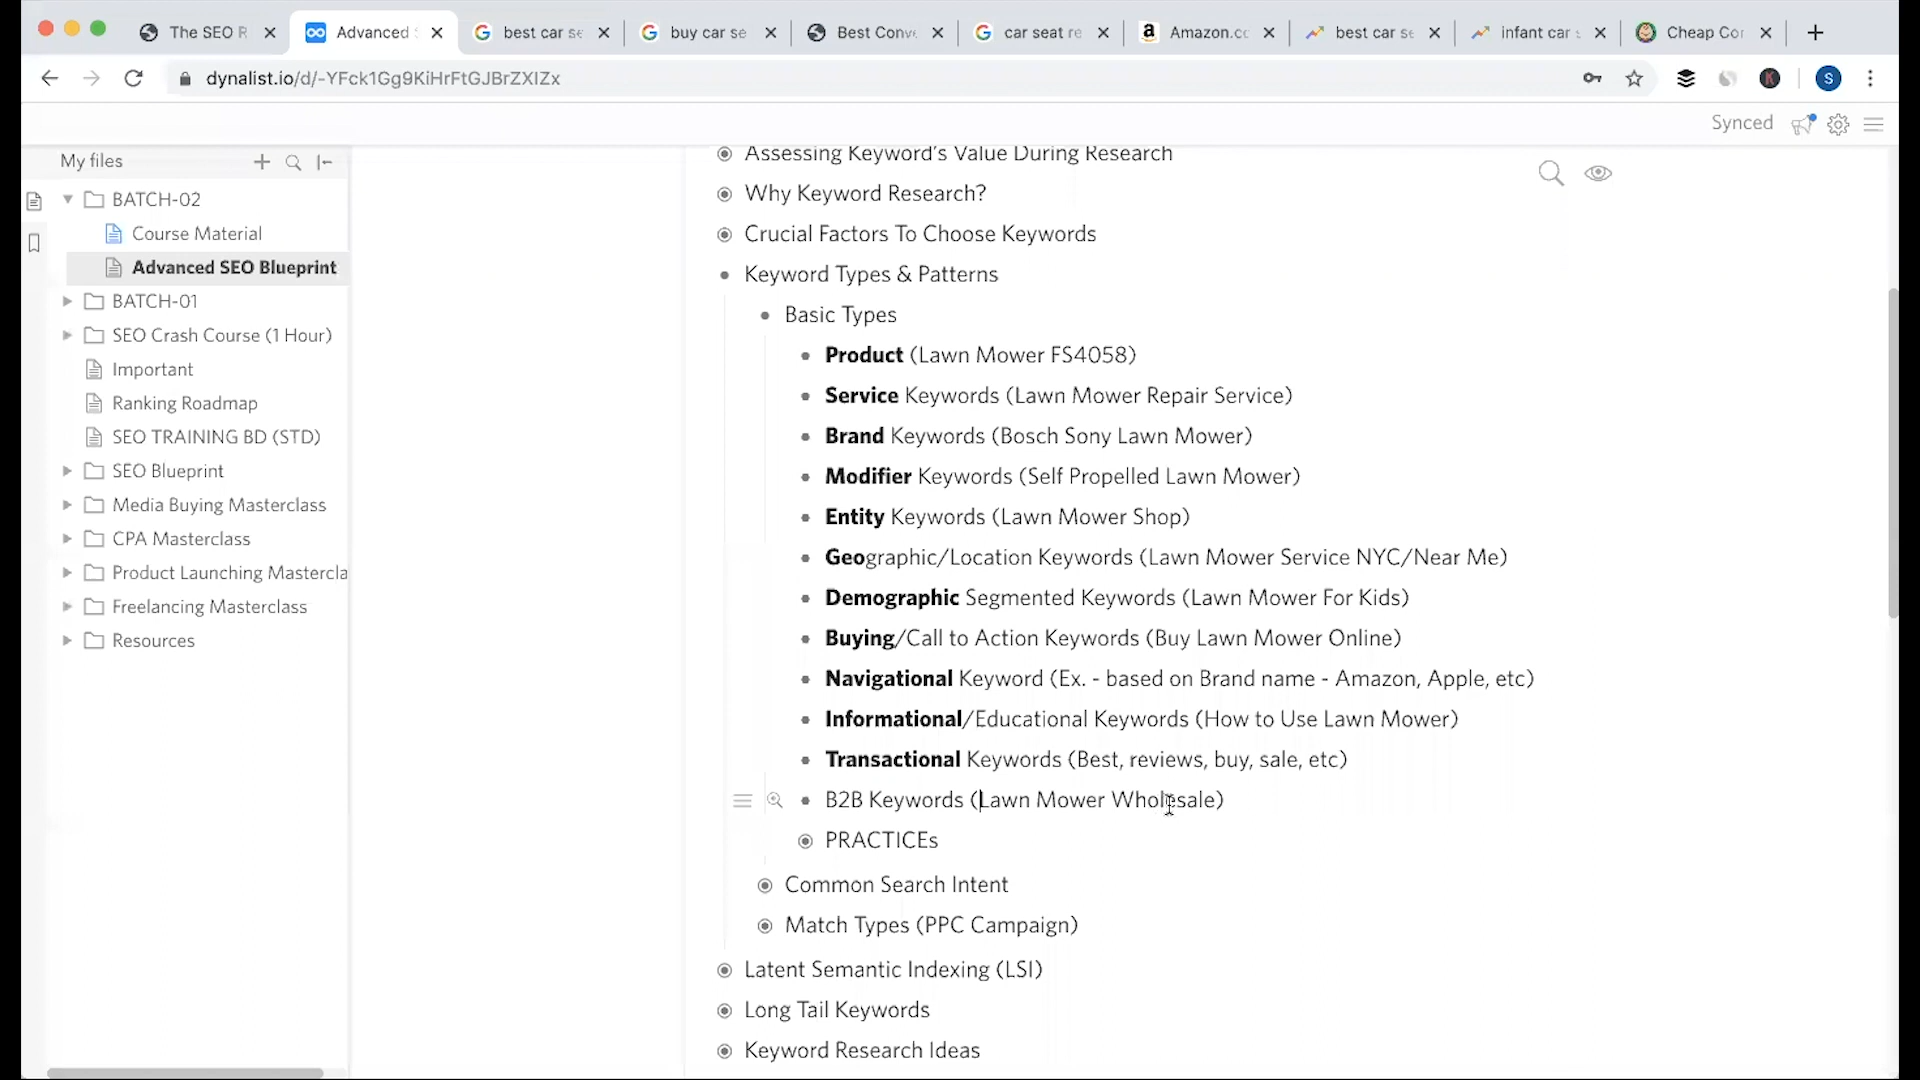 The SEO R
Advanced
best car se
buy car se
Best Conv
car seat re
Amazon.co
best car se
infant car s
Cheap Cor
dynalist.io/d/-YFck1Gg9KiHrFtGJBrZXIZx
S
Synced
My files
BATCH-02
Course Material
Advanced SEO Blueprint
BATCH-01
SEO Crash Course (1 Hour)
Important
Ranking Roadmap
SEO TRAINING BD (STD)
SEO Blueprint
Media Buying Masterclass
CPA Masterclass
Product Launching Mastercla
Freelancing Masterclass
Resources
Assessing Keyword's Value During Research
Why Keyword Research?
Crucial Factors To Choose Keywords
Keyword Types & Patterns
Basic Types
Product (Lawn Mower FS4058)
Service Keywords (Lawn Mower Repair Service)
Brand Keywords (Bosch Sony Lawn Mower)
Modifier Keywords (Self Propelled Lawn Mower)
Entity Keywords (Lawn Mower Shop)
Geographic/Location Keywords (Lawn Mower Service NYC/Near Me)
Demographic Segmented Keywords (Lawn Mower For Kids)
Buying/Call to Action Keywords (Buy Lawn Mower Online)
Navigational Keyword (Ex. - based on Brand name - Amazon, Apple, etc)
Informational/Educational Keywords (How to Use Lawn Mower)
Transactional Keywords (Best, reviews, buy, sale, etc)
B2B Keywords (Lawn Mower Wholesale)
PRACTICEs
Common Search Intent
Match Types (PPC Campaign)
Latent Semantic Indexing (LSI)
Long Tail Keywords
Keyword Research Ideas